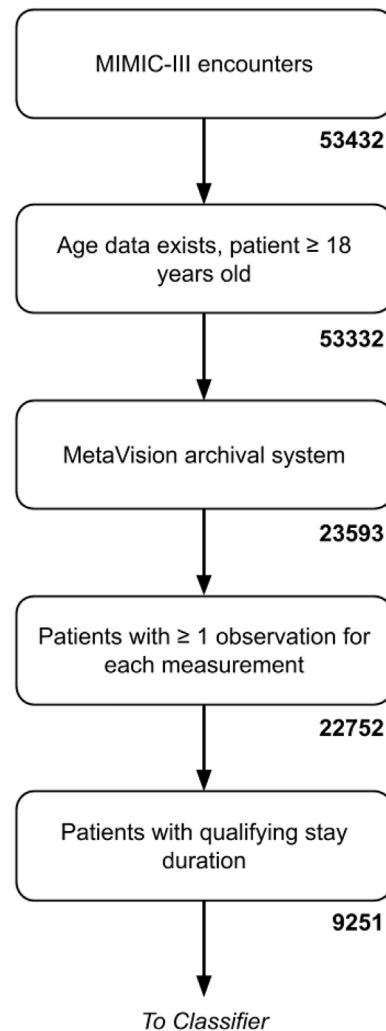 MIMIC-III encounters
53432
Age data exists, patient ≥ 18
years old
53332
MetaVision archival system
23593
Patients with ≥ 1 observation for
each measurement
22752
Patients with qualifying stay
duration
9251
To Classifier